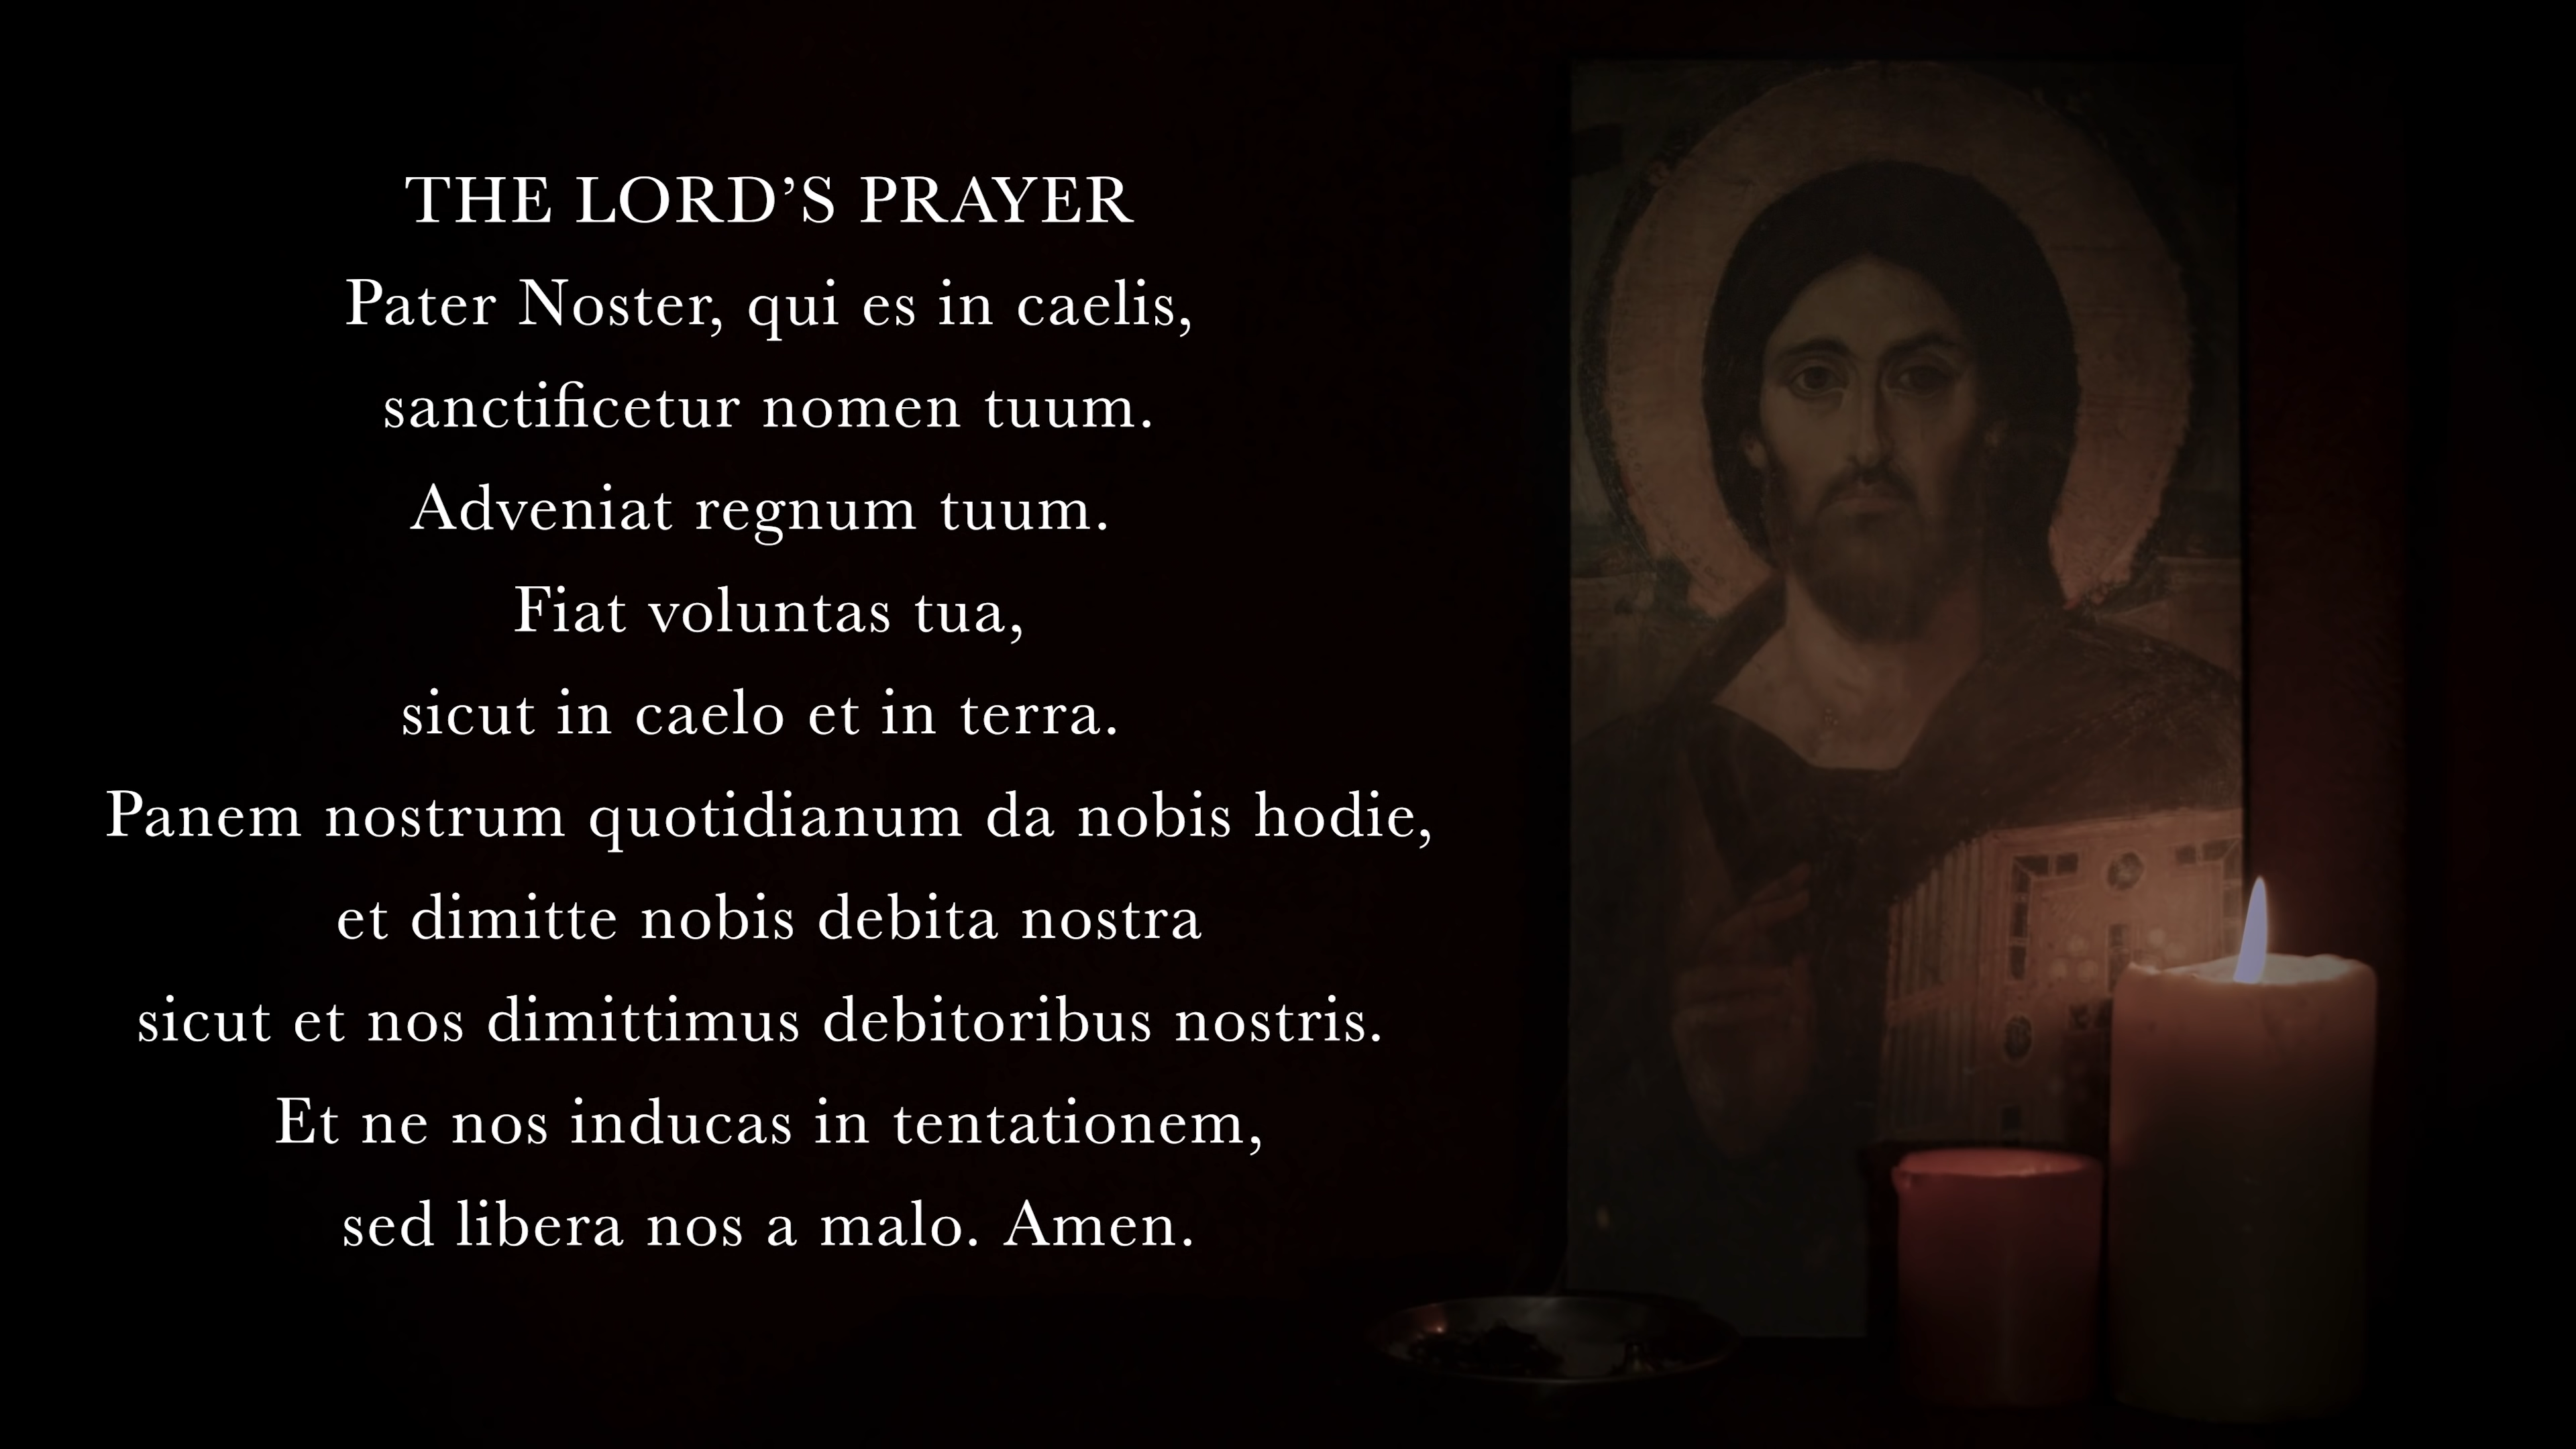 THE LORD’S PRAYER
Pater Noster, qui es in caelis,
sanctificetur nomen tuum.
Adveniat regnum tuum.
Fiat voluntas tua,
sicut in caelo et in terra.
Panem nostrum quotidianum da nobis hodie,
et dimitte nobis debita nostra
sicut et nos dimittimus debitoribus nostris.
Et ne nos inducas in tentationem,
sed libera nos a malo. Amen.